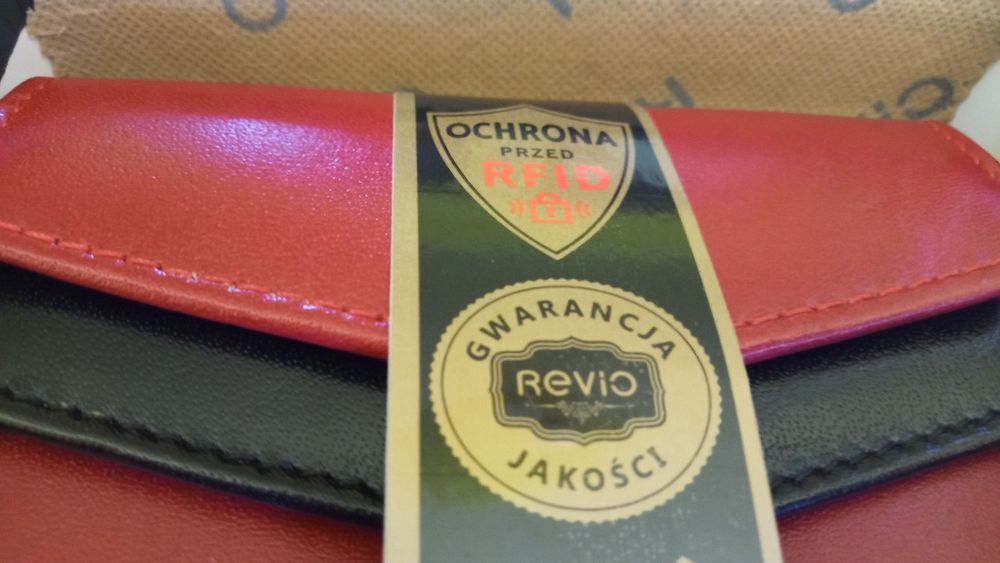 OCHRONA
PRZED
RFID
GWARANCJA
Revio
JAKOŚCI